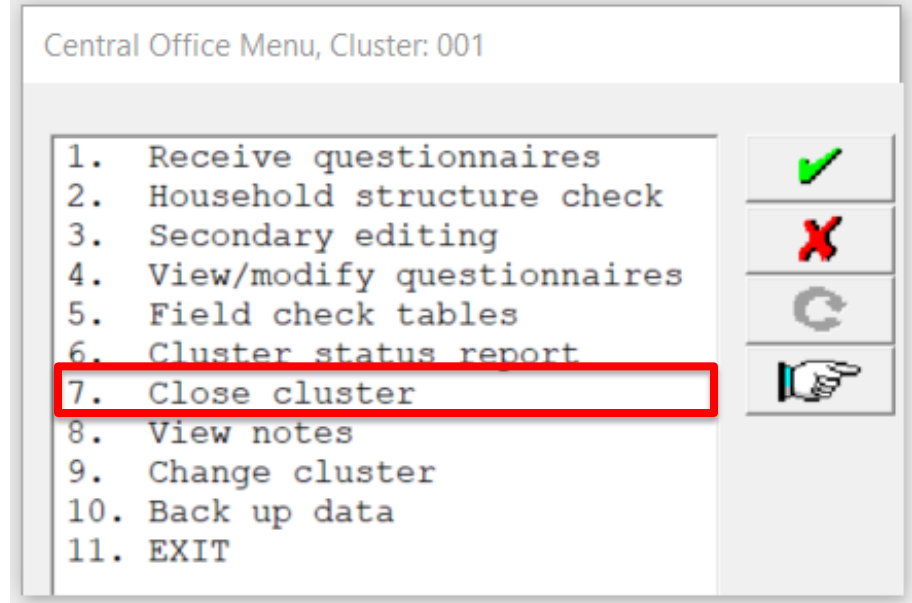 Central Office Menu, Cluster: 001
1. Receive questionnaires
2. Household structure check
3. Secondary editing
4. View/modify questionnaires
5. Field check tables
6. Cluster status report
7. Close cluster
8. View notes
9. Change cluster
10. Back up data
11. EXIT